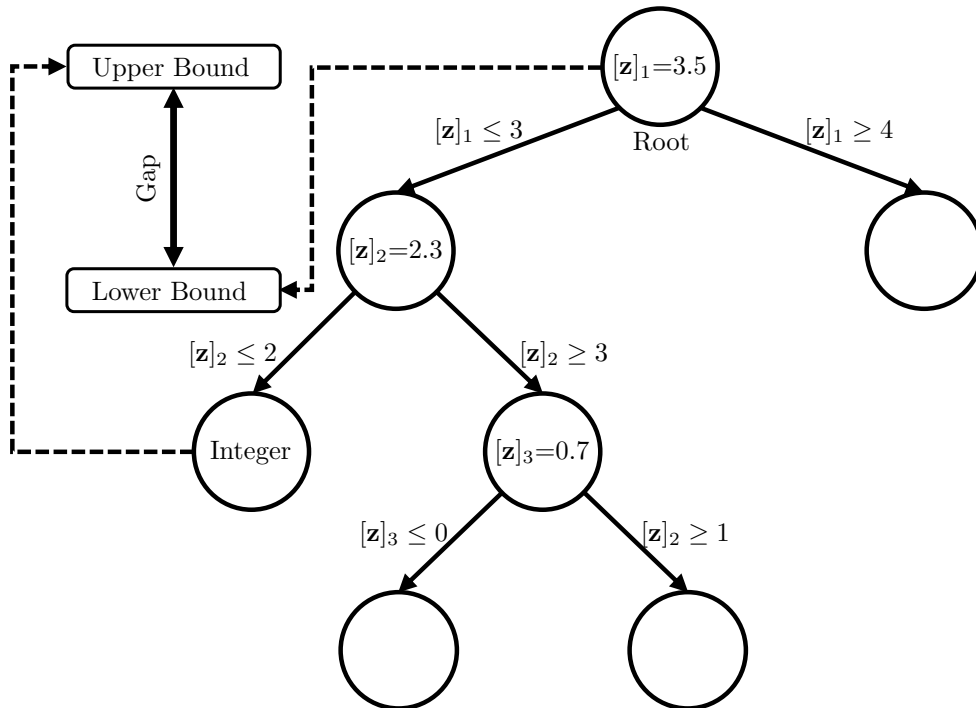 Upper Bound
[z]₁=3.5
[z]₁ ≤ 3
[z]₁ ≥ 4
Root
Gap
[z]₂=2.3
Lower Bound
[z]₂ ≤ 2
[z]₂ ≥ 3
Integer
[z]₃=0.7
[z]₃ ≤ 0
[z]₂ ≥ 1